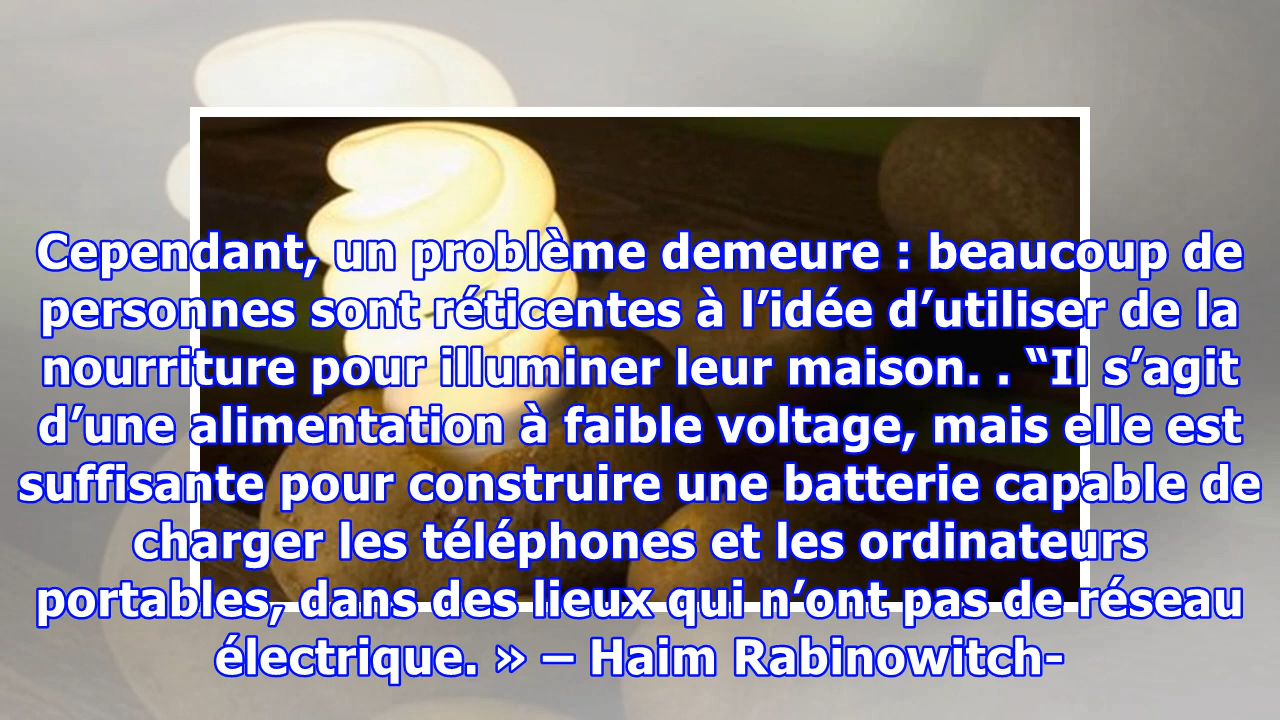 Cependant, un problème demeure : beaucoup de
personnes sont réticentes à l’idée d’utiliser de la
nourriture pour illuminer leur maison. . “Il s’agit
d’une alimentation à faible voltage, mais elle est
suffisante pour construire une batterie capable de
charger les téléphones et les ordinateurs
portables, dans des lieux qui n’ont pas de réseau
électrique. » – Haim Rabinowitch-